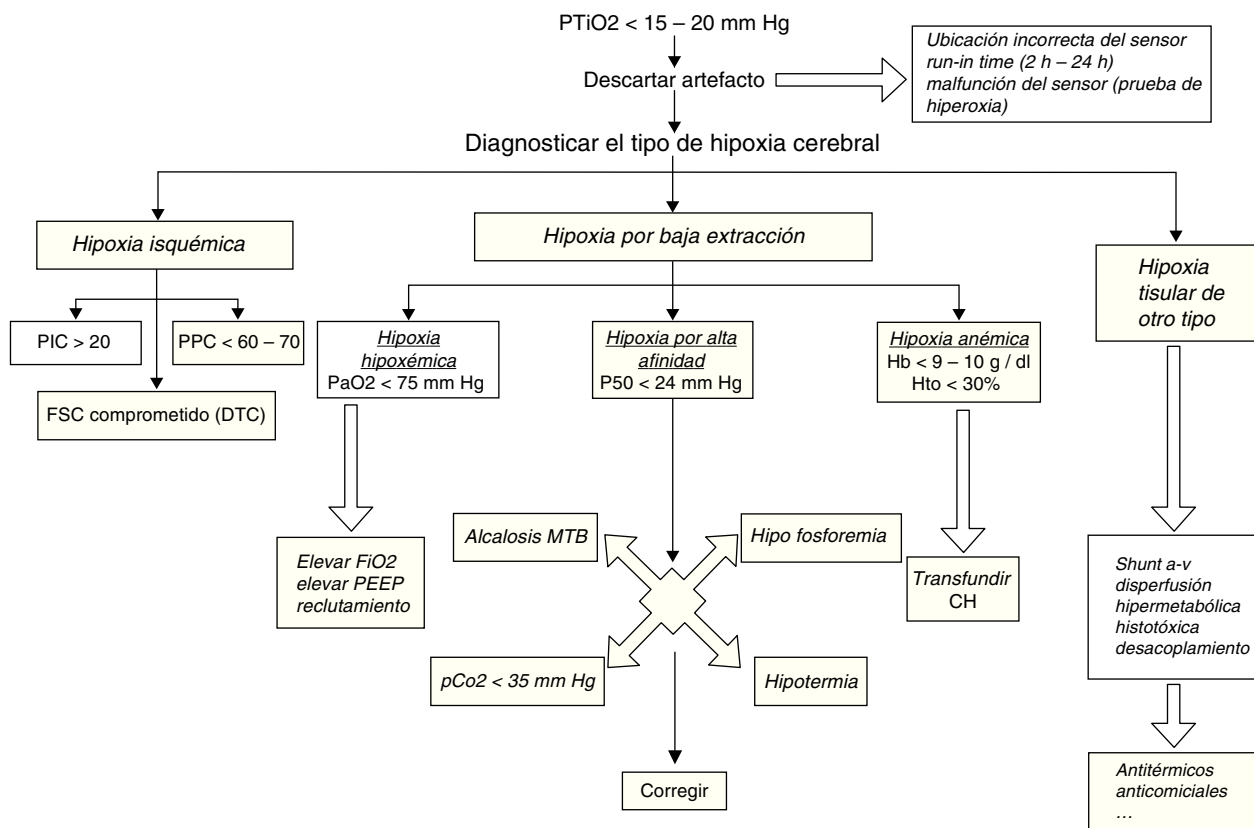 PTiO2 < 15 – 20 mm Hg
Descartar artefacto
Ubicación incorrecta del sensor
run-in time (2 h – 24 h)
malfunción del sensor (prueba de
hiperoxia)
Diagnosticar el tipo de hipoxia cerebral
Hipoxia isquémica
PIC > 20
PPC < 60 – 70
FSC comprometido (DTC)
Hipoxia por baja extracción
Hipoxia
hipoxémica
PaO2 < 75 mm Hg
Hipoxia por alta
afinidad
P50 < 24 mm Hg
Hipoxia anémica
Hb < 9 – 10 g / dl
Hto < 30%
Hipoxia
tisular de
otro tipo
Elevar FiO2
elevar PEEP
reclutamiento
Alcalosis MTB
Hipo fosforemia
pCo2 < 35 mm Hg
Hipotermia
Corregir
Transfundir
CH
Shunt a-v
disperfusión
hipermetabólica
histotóxica
desacoplamiento
Antitérmicos
anticomiciales
...